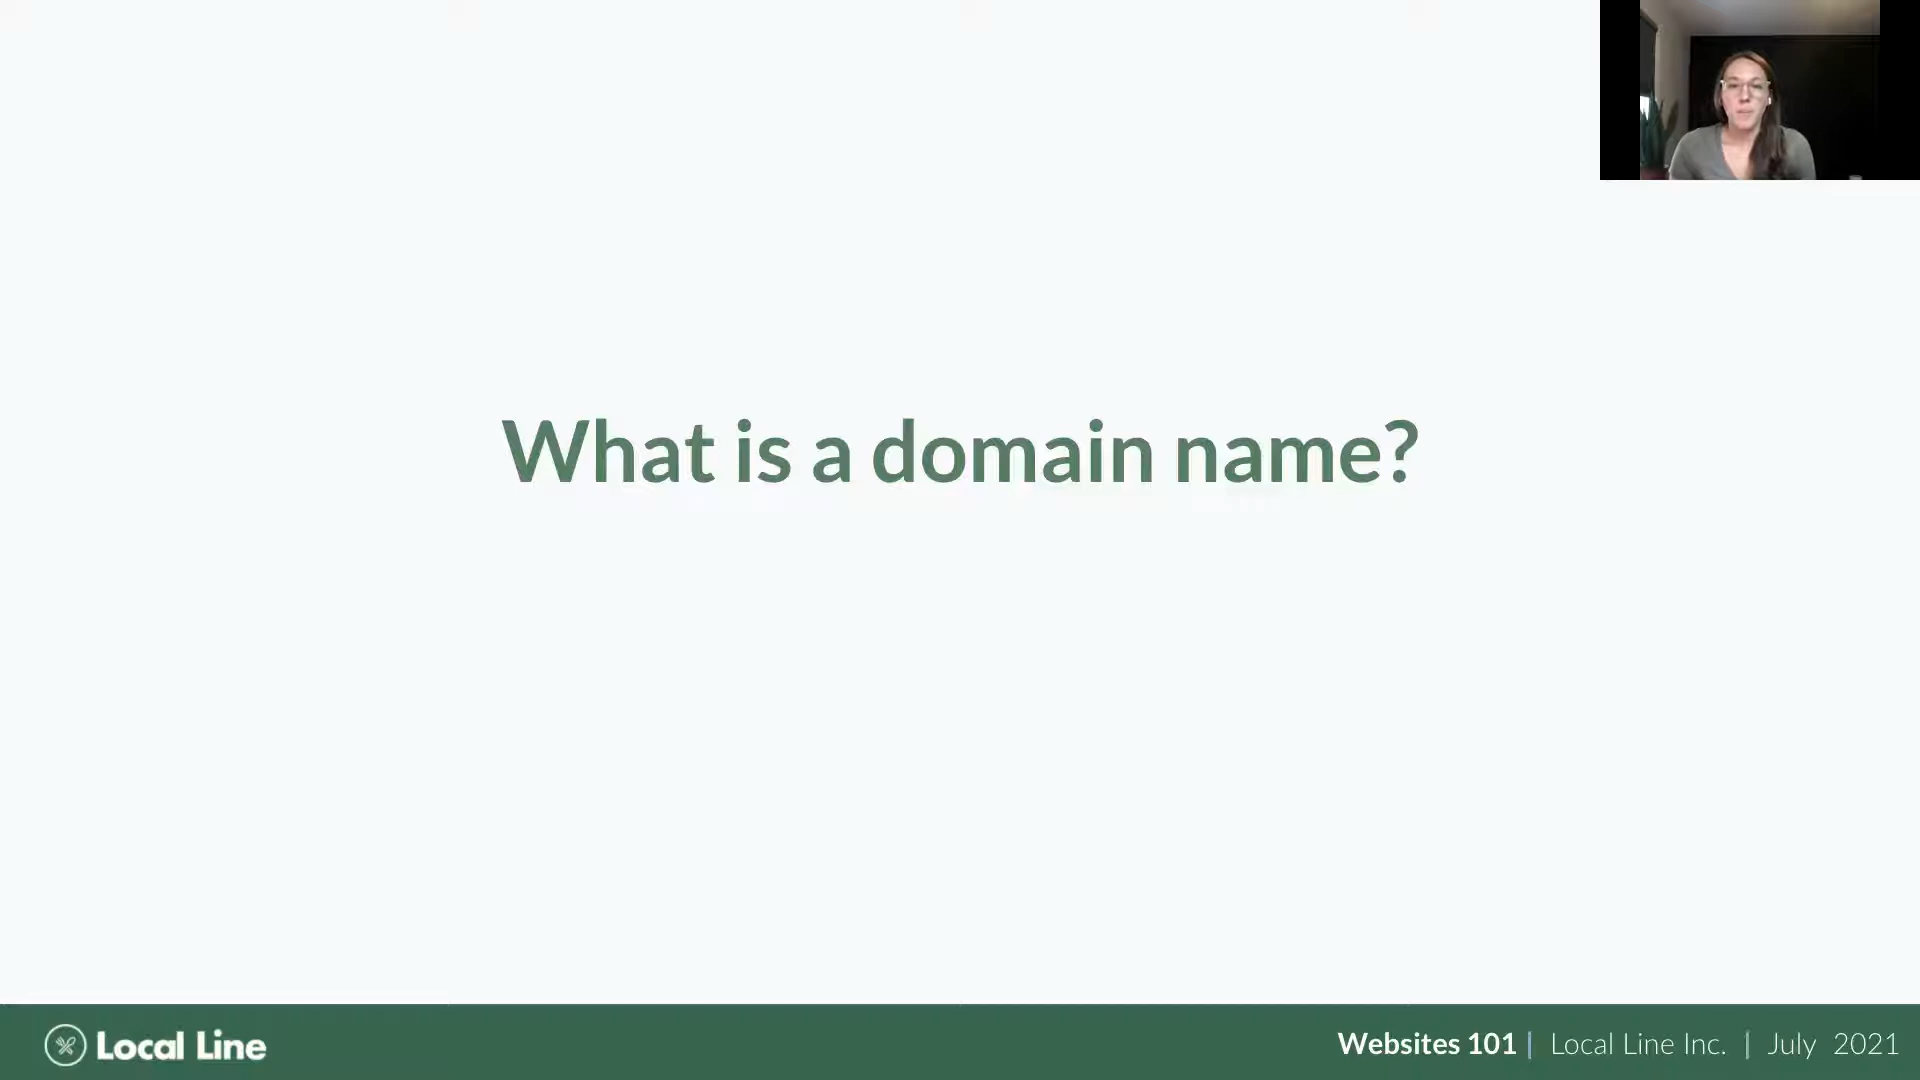 What is a domain name?
Local Line
Websites 101 | Local Line Inc. | July 2021